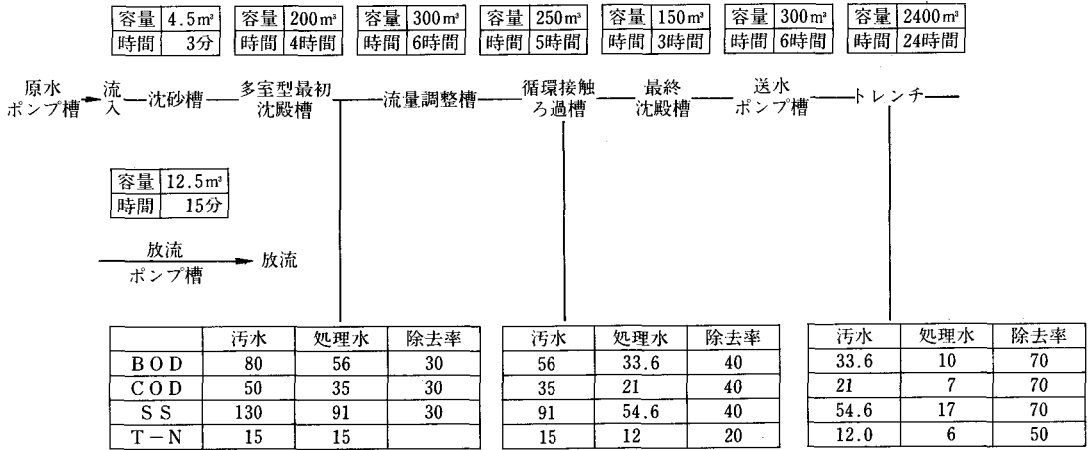 容量 4.5m³ 容量 200m³ 容量 300m³ 容量 250m³ 容量 150m³ 容量 300m³ 容量 2400m³
時間 3分 時間 4時間 時間 6時間 時間 5時間 時間 3時間 時間 6時間 時間 24時間
原水 流 多室型最初 循環接触 最終 送水
ポンプ槽 入 沈砂槽 沈殿槽 流量調整槽 ろ過槽 沈殿槽 ポンプ槽 トレンチ
容量 12.5m³
時間 15分
放流
ポンプ槽 放流
汚水 処理水 除去率 汚水 処理水 除去率 汚水 処理水 除去率
BOD 80 56 30 56 33.6 40 33.6 10 70
COD 50 35 30 35 21 40 21 7 70
SS 130 91 30 91 54.6 40 54.6 17 70
T-N 15 15 15 12 20 12.0 6 50